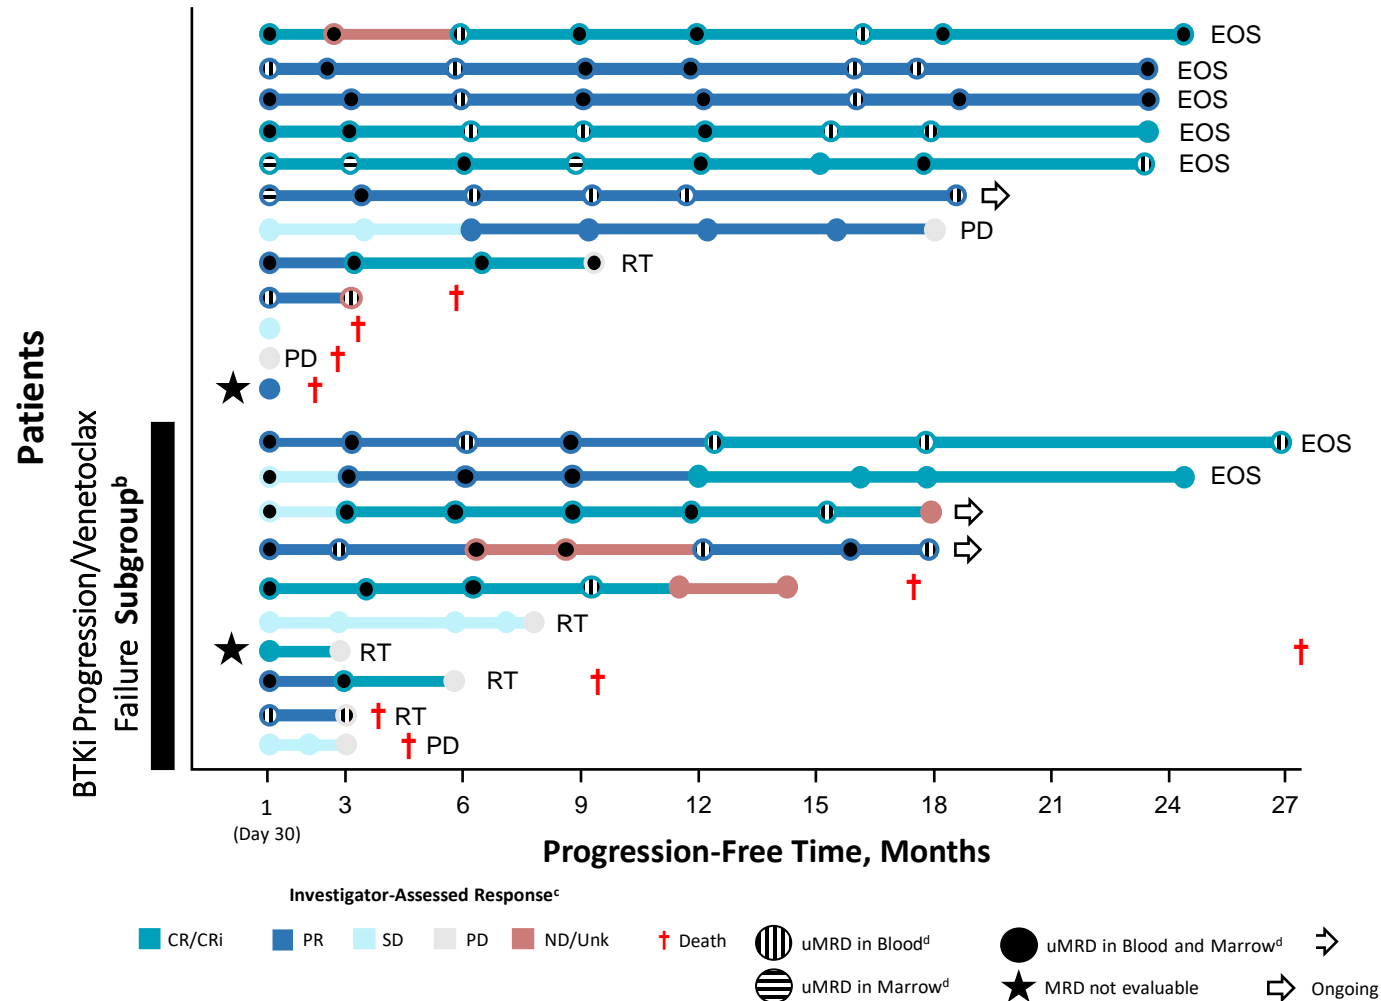 EOS
EOS
EOS
EOS
EOS
PD
RT
†
†
PD †
†
Patients
BTKi Progression/Venetoclax
Failure Subgroupᵇ
EOS
EOS
†
RT
RT †
RT †
† RT
† PD
1 3 6 9 12 15 18 21 24 27
(Day 30)
Progression-Free Time, Months
Investigator-Assessed Responseᶜ
CR/CRi PR SD PD ND/Unk † Death uMRD in Bloodᵈ uMRD in Blood and Marrowᵈ
uMRD in Marrowᵈ MRD not evaluable Ongoing